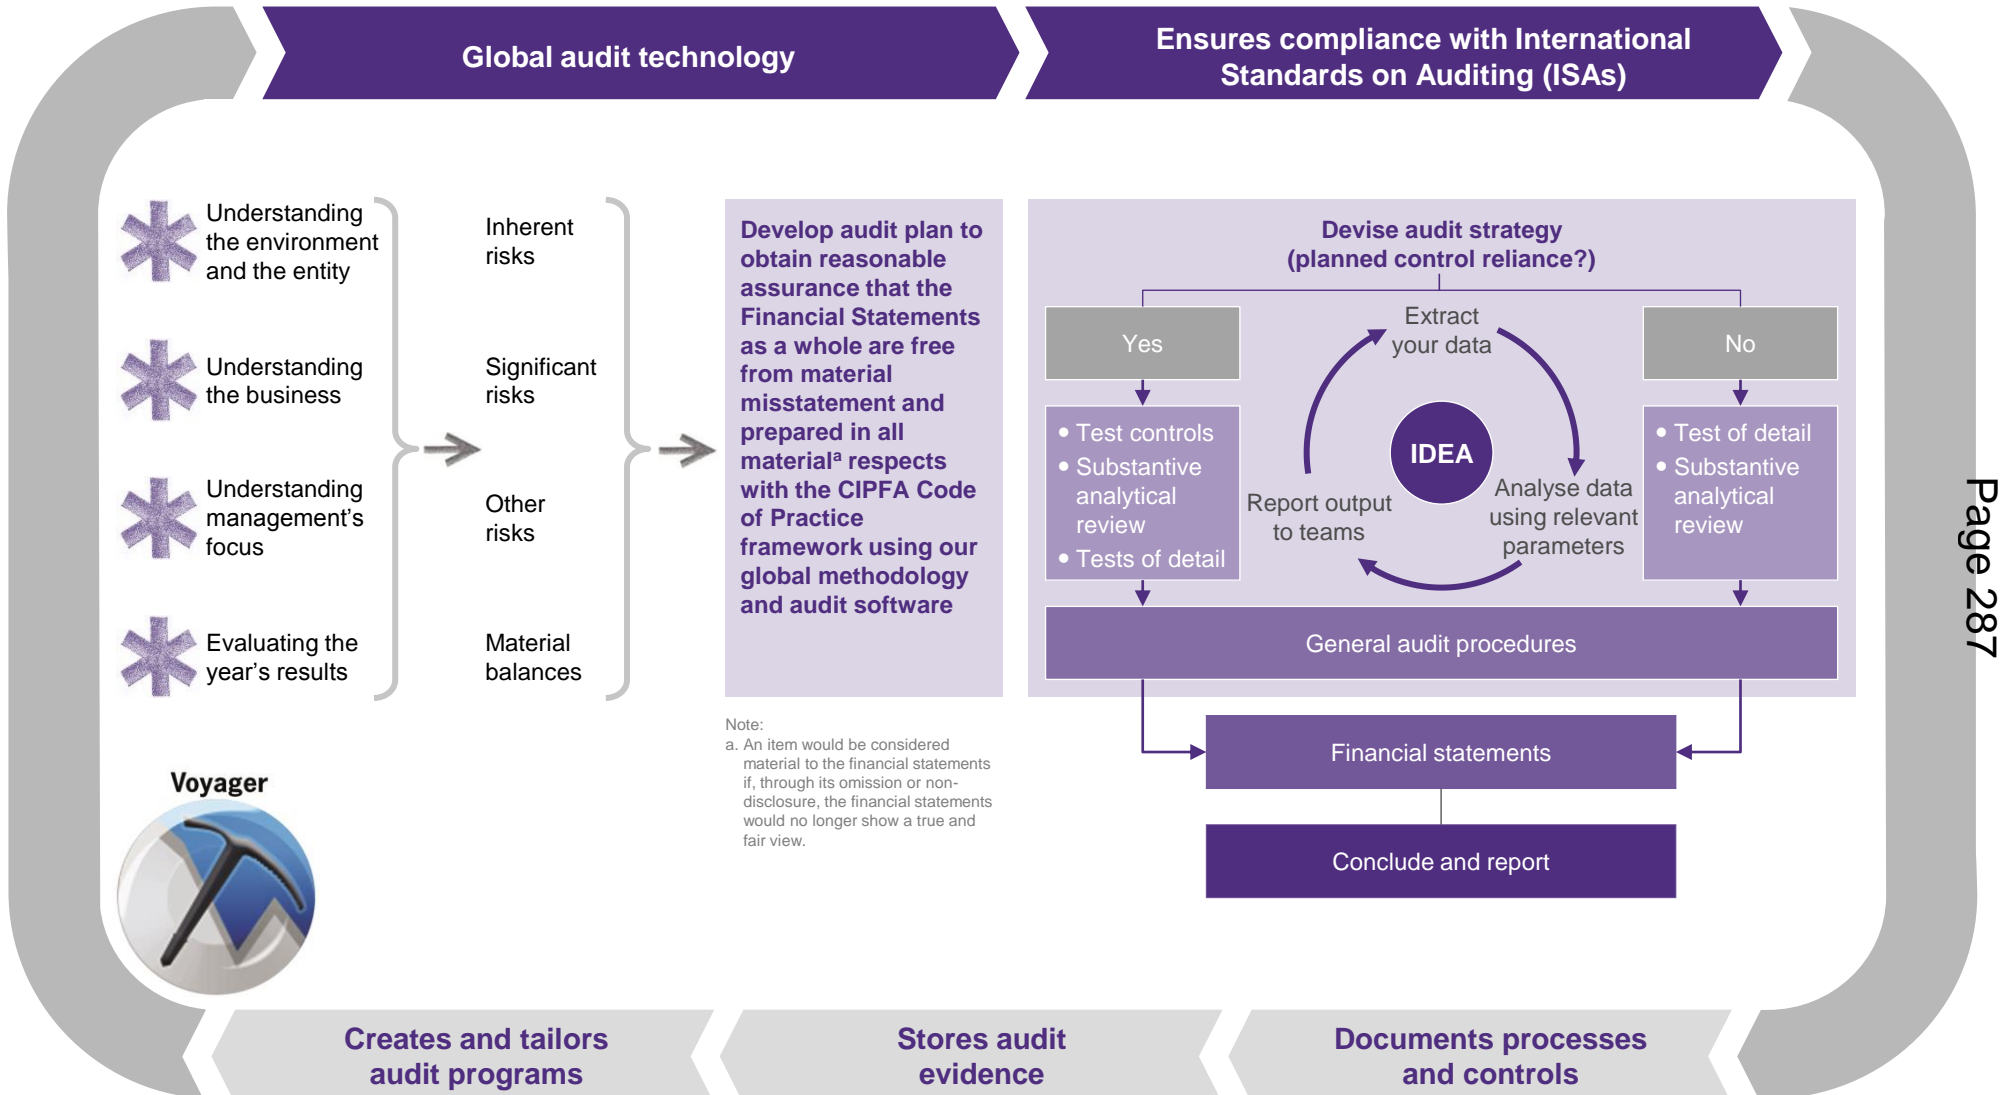 Global audit technology
Ensures compliance with International
Standards on Auditing (ISAs)
Understanding
the environment
and the entity
Understanding
the business
Understanding
management’s
focus
Evaluating the
year’s results
Inherent
risks
Significant
risks
Other
risks
Material
balances
Develop audit plan to
obtain reasonable
assurance that the
Financial Statements
as a whole are free
from material
misstatement and
prepared in all
materialª respects
with the CIPFA Code
of Practice
framework using our
global methodology
and audit software
Note:
a. An item would be considered
material to the financial statements
if, through its omission or non-
disclosure, the financial statements
would no longer show a true and
fair view.
Devise audit strategy
(planned control reliance?)
Yes
• Test controls
• Substantive
analytical
review
• Tests of detail
Extract
your data
IDEA
Analyse data
using relevant
parameters
Report output
to teams
No
• Test of detail
• Substantive
analytical
review
General audit procedures
Financial statements
Conclude and report
Voyager
Creates and tailors
audit programs
Stores audit
evidence
Documents processes
and controls
Page 287